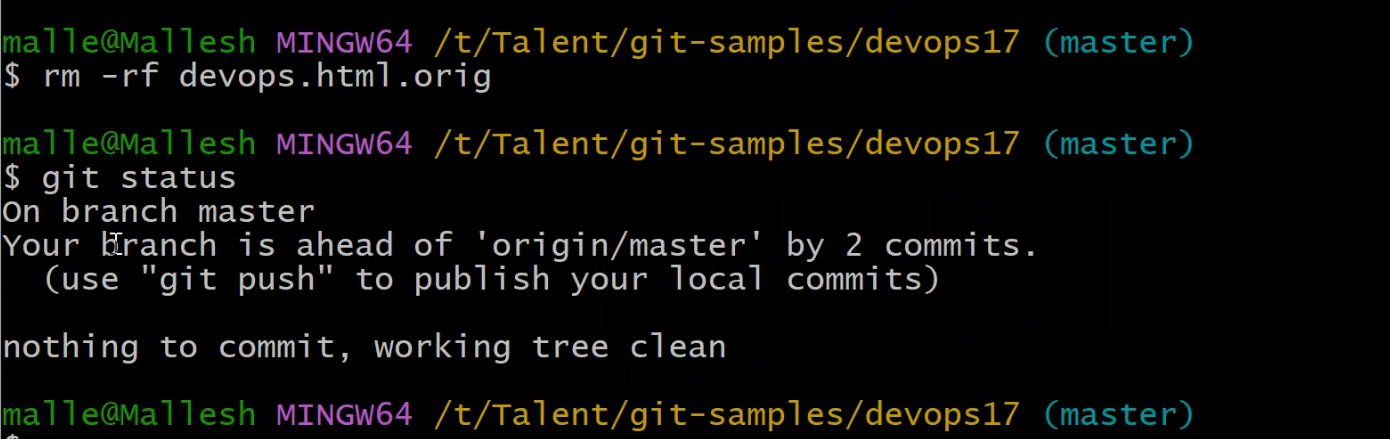 malle@Mallesh MINGW64 /t/Talent/git-samples/devops17 (master)
$ rm -rf devops.html.orig
malle@Mallesh MINGW64 /t/Talent/git-samples/devops17 (master)
$ git status
On branch master
Your branch is ahead of 'origin/master' by 2 commits.
  (use "git push" to publish your local commits)
nothing to commit, working tree clean
malle@Mallesh MINGW64 /t/Talent/git-samples/devops17 (master)
$